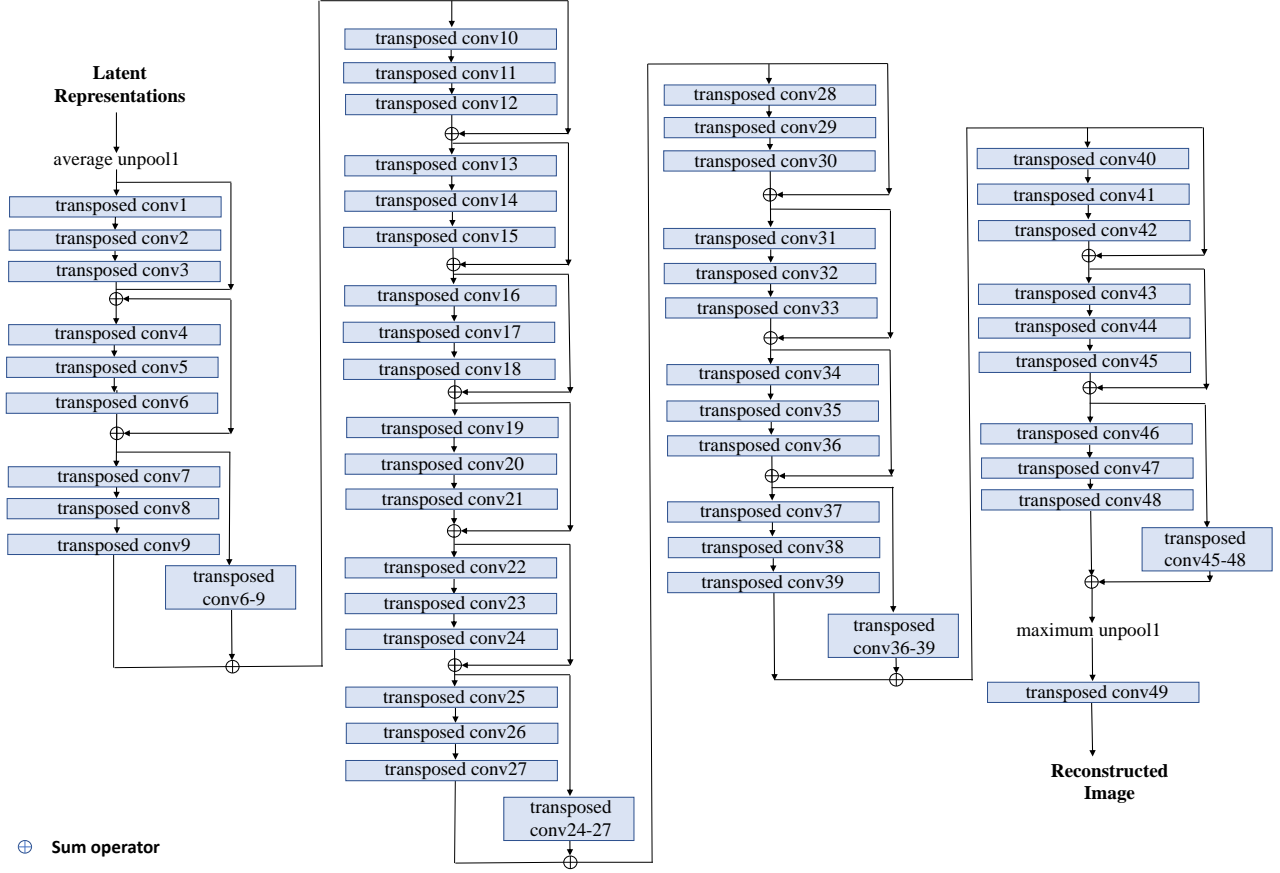 Latent
Representations
average unpool1
transposed conv1
transposed conv2
transposed conv3
transposed conv4
transposed conv5
transposed conv6
transposed conv7
transposed conv8
transposed conv9
transposed
conv6-9
transposed conv10
transposed conv11
transposed conv12
transposed conv13
transposed conv14
transposed conv15
transposed conv16
transposed conv17
transposed conv18
transposed conv19
transposed conv20
transposed conv21
transposed conv22
transposed conv23
transposed conv24
transposed conv25
transposed conv26
transposed conv27
transposed
conv24-27
transposed conv28
transposed conv29
transposed conv30
transposed conv31
transposed conv32
transposed conv33
transposed conv34
transposed conv35
transposed conv36
transposed conv37
transposed conv38
transposed conv39
transposed
conv36-39
transposed conv40
transposed conv41
transposed conv42
transposed conv43
transposed conv44
transposed conv45
transposed conv46
transposed conv47
transposed conv48
transposed
conv45-48
maximum unpool1
transposed conv49
Reconstructed
Image
⊕ Sum operator